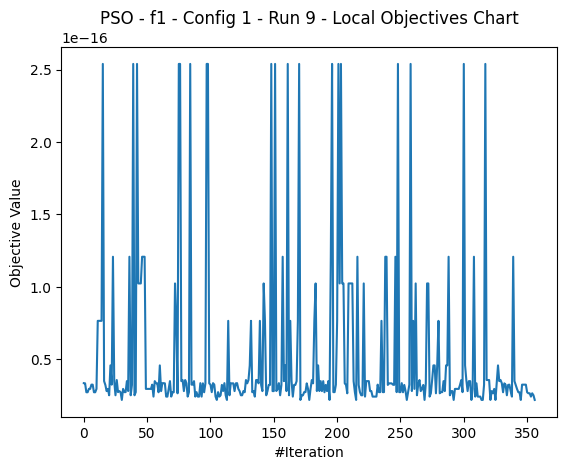 PSO - f1 - Config 1 - Run 9 - Local Objectives Chart
1e−16
2.5
2.0
1.5
1.0
0.5
Objective Value
0 50 100 150 200 250 300 350
#Iteration